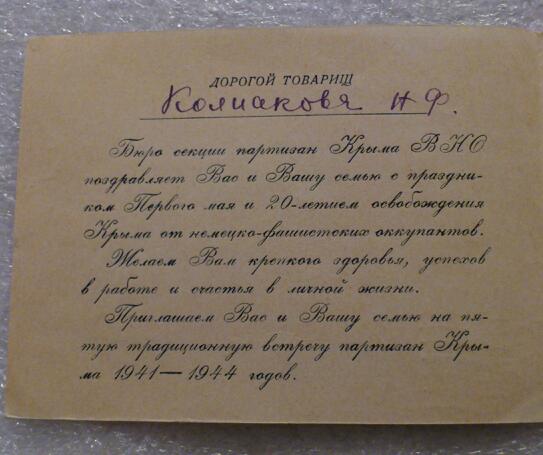 ДОРОГОЙ ТОВАРИЩ
Н Ф.
Бюро секции партизан Крыма ВНО
поздравляет Вас и Вашу семью с праздни-
ком Первого мая и 20-летием освобождения
Крыма от немецко-фашистских оккупантов.
Желаем Вам крепкого здоровья, успехов
в работе и счастья в личной жизни.
Приглашаем Вас и Вашу семью на пя-
тую традиционную встречу партизан Кры-
ма 1941—1944 годов.